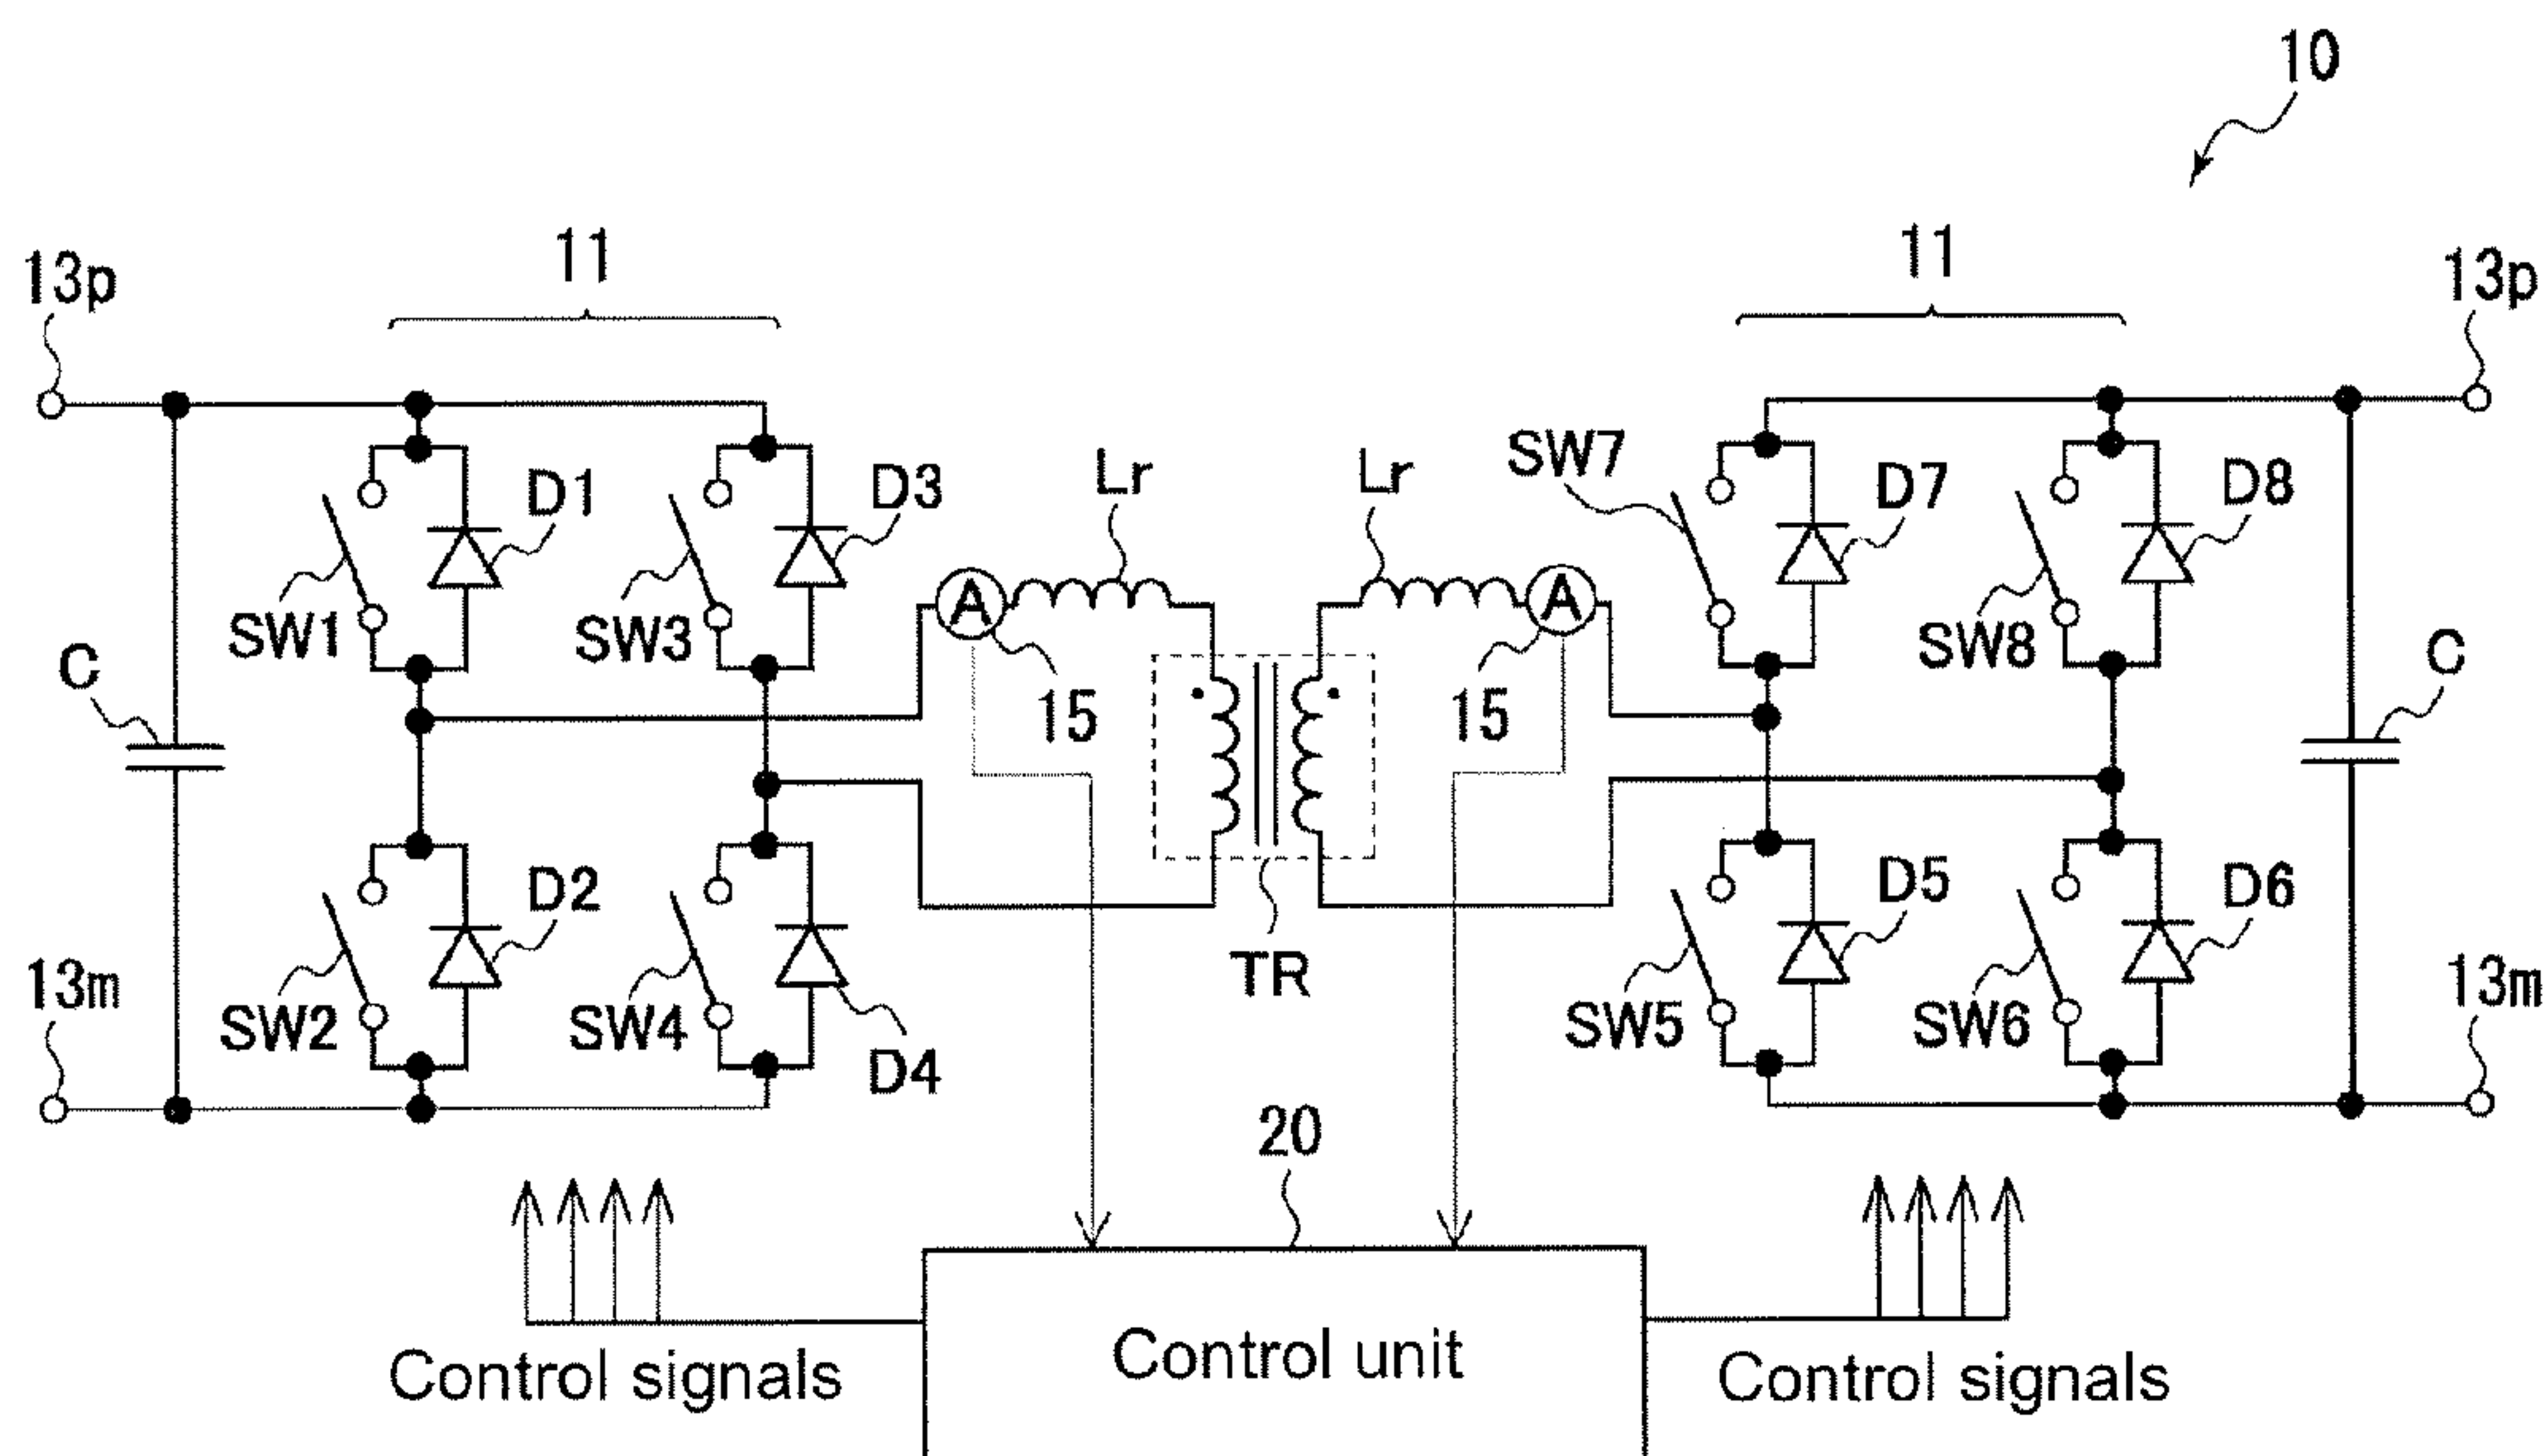 10
11
11
13p
13p
D1
D3
Lr
Lr
SW7
D7
D8
A
A
SW1
SW3
SW8
C
C
15
15
D2
D5
D6
TR
13m
13m
SW2
SW4
SW5
SW6
D4
20
Control unit
Control signals
Control signals